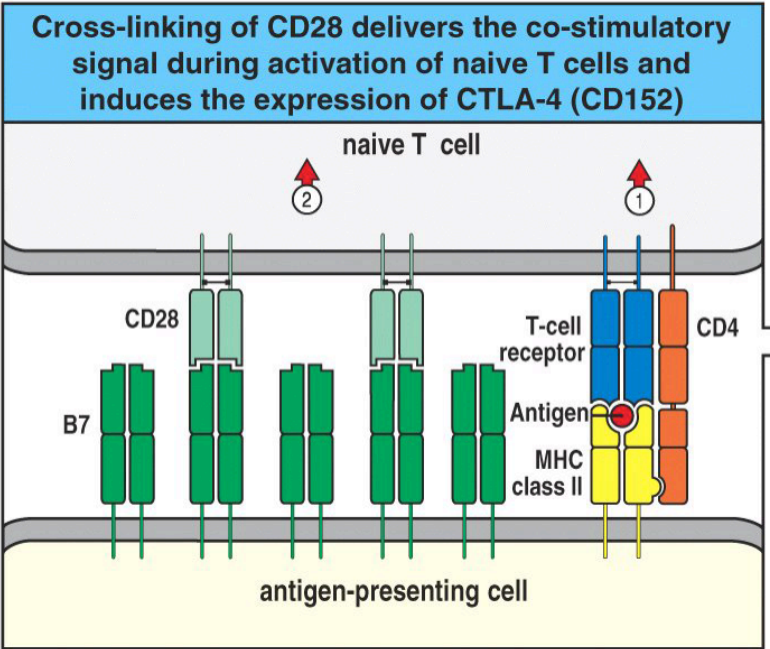 Cross-linking of CD28 delivers the co-stimulatory
signal during activation of naive T cells and
induces the expression of CTLA-4 (CD152)
naive T cell
2
1
CD28
T-cell
receptor
CD4
B7
Antigen
MHC
class II
antigen-presenting cell